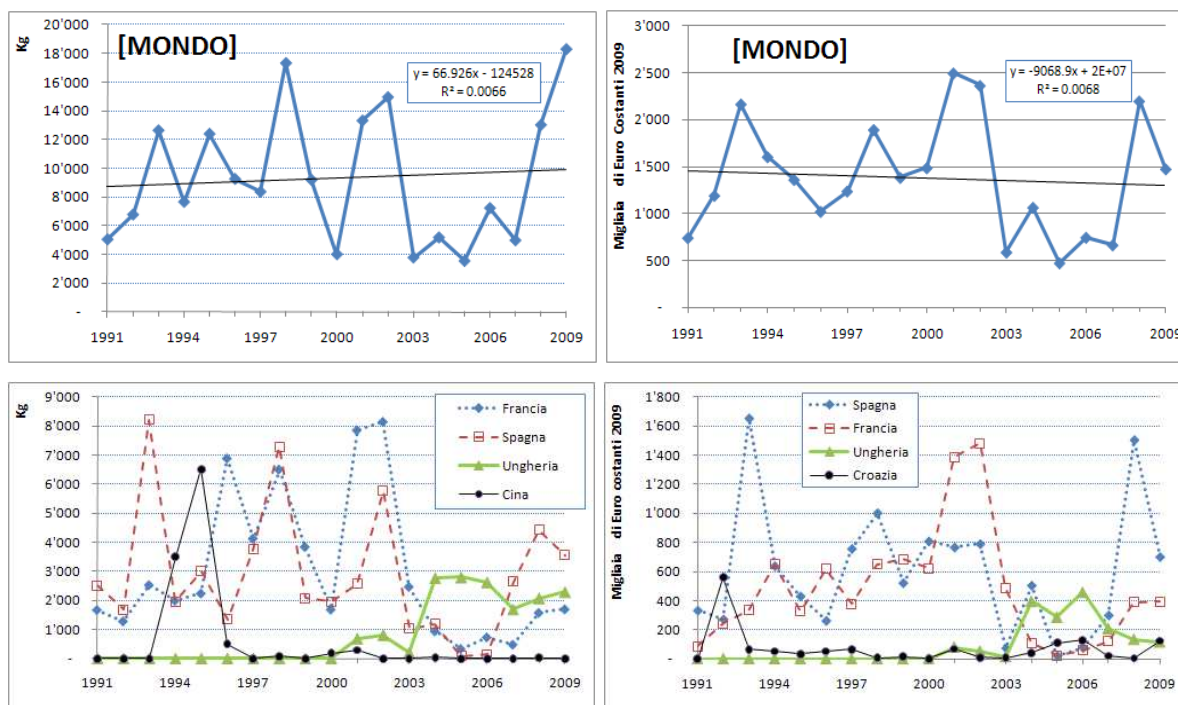 Kg
[MONDO]
20'000
18'000
16'000
14'000
12'000
10'000
8'000
6'000
4'000
2'000
-
y = 66.926x - 124528
R² = 0.0066
1991 1994 1997 2000 2003 2006 2009
Migliaia di Euro Costanti 2009
[MONDO]
3'000
2'500
2'000
1'500
1'000
500
-
y = -9068.9x + 2E+07
R² = 0.0068
1991 1994 1997 2000 2003 2006 2009
Kg
9'000
8'000
7'000
6'000
5'000
4'000
3'000
2'000
1'000
-
Francia
Spagna
Ungheria
Cina
1991 1994 1997 2000 2003 2006 2009
Migliaia di Euro costanti 2009
1'800
1'600
1'400
1'200
1'000
800
600
400
200
-
Spagna
Francia
Ungheria
Croazia
1991 1994 1997 2000 2003 2006 2009